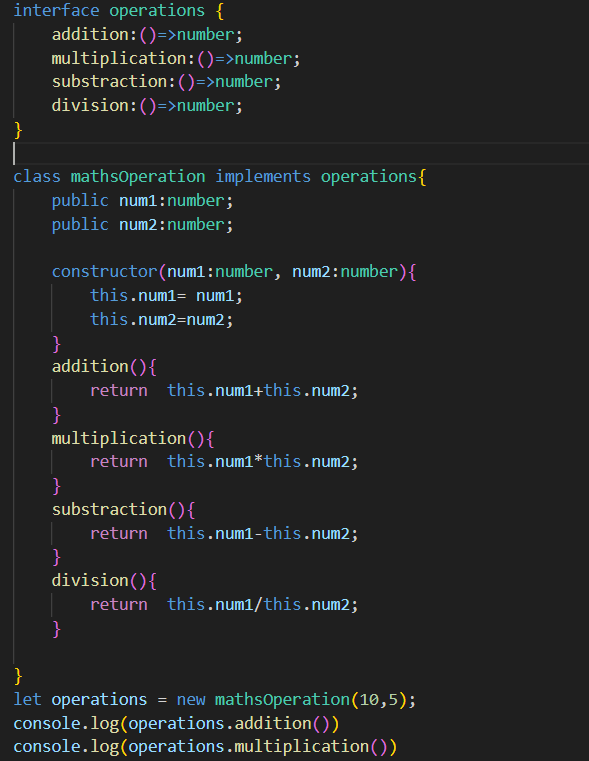 interface operations {
    addition:()=>number;
    multiplication:()=>number;
    substraction:()=>number;
    division:()=>number;
}
class mathsOperation implements operations{
    public num1:number;
    public num2:number;
    constructor(num1:number, num2:number){
        this.num1= num1;
        this.num2=num2;
    }
    addition(){
        return  this.num1+this.num2;
    }
    multiplication(){
        return  this.num1*this.num2;
    }
    substraction(){
        return  this.num1-this.num2;
    }
    division(){
        return  this.num1/this.num2;
    }
}
let operations = new mathsOperation(10,5);
console.log(operations.addition())
console.log(operations.multiplication())